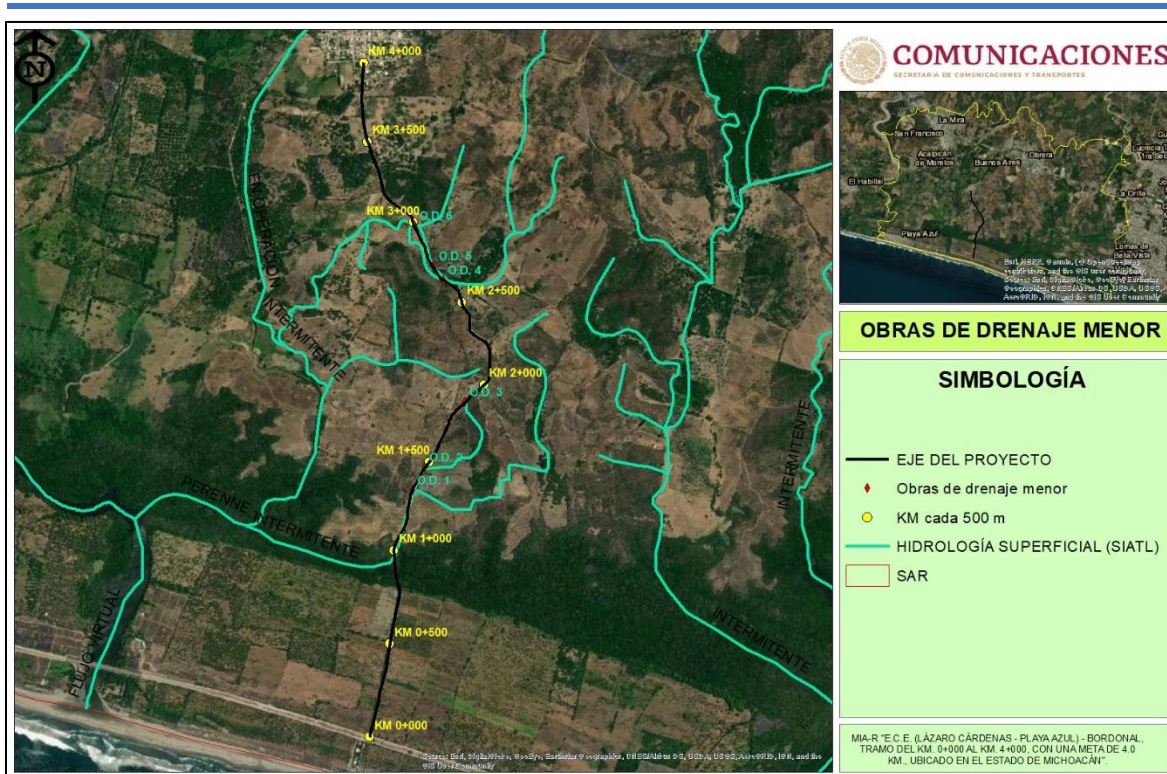 N
KM 4+000
KM 3+500
KM 3+000
O.D. 6
O.D. 5
O.D. 4
KM 2+500
KM 2+000
O.D. 3
KM 1+500
O.D. 2
O.D. 1
KM 1+000
KM 0+500
KM 0+000
INTERMITENTE
PERENNE INTERMITENTE
FLUJO VIRTUAL
INTERMITENTE
INTERMITENTE
COMUNICACIONES
SECRETARÍA DE COMUNICACIONES Y TRANSPORTES
La Mira
San Francisco
Acalpican
de Morelos
Buenos Aires
Obrera
El Habillal
La Orilla
Playa Azul
Lomas de
Bella Vista
OBRAS DE DRENAJE MENOR
SIMBOLOGÍA
EJE DEL PROYECTO
Obras de drenaje menor
KM cada 500 m
HIDROLOGÍA SUPERFICIAL (SIATL)
SAR
MIA-R "E.C.E. (LÁZARO CÁRDENAS - PLAYA AZUL) - BORDONAL,
TRAMO DEL KM. 0+000 AL KM. 4+000, CON UNA META DE 4.0
KM., UBICADO EN EL ESTADO DE MICHOACÁN".